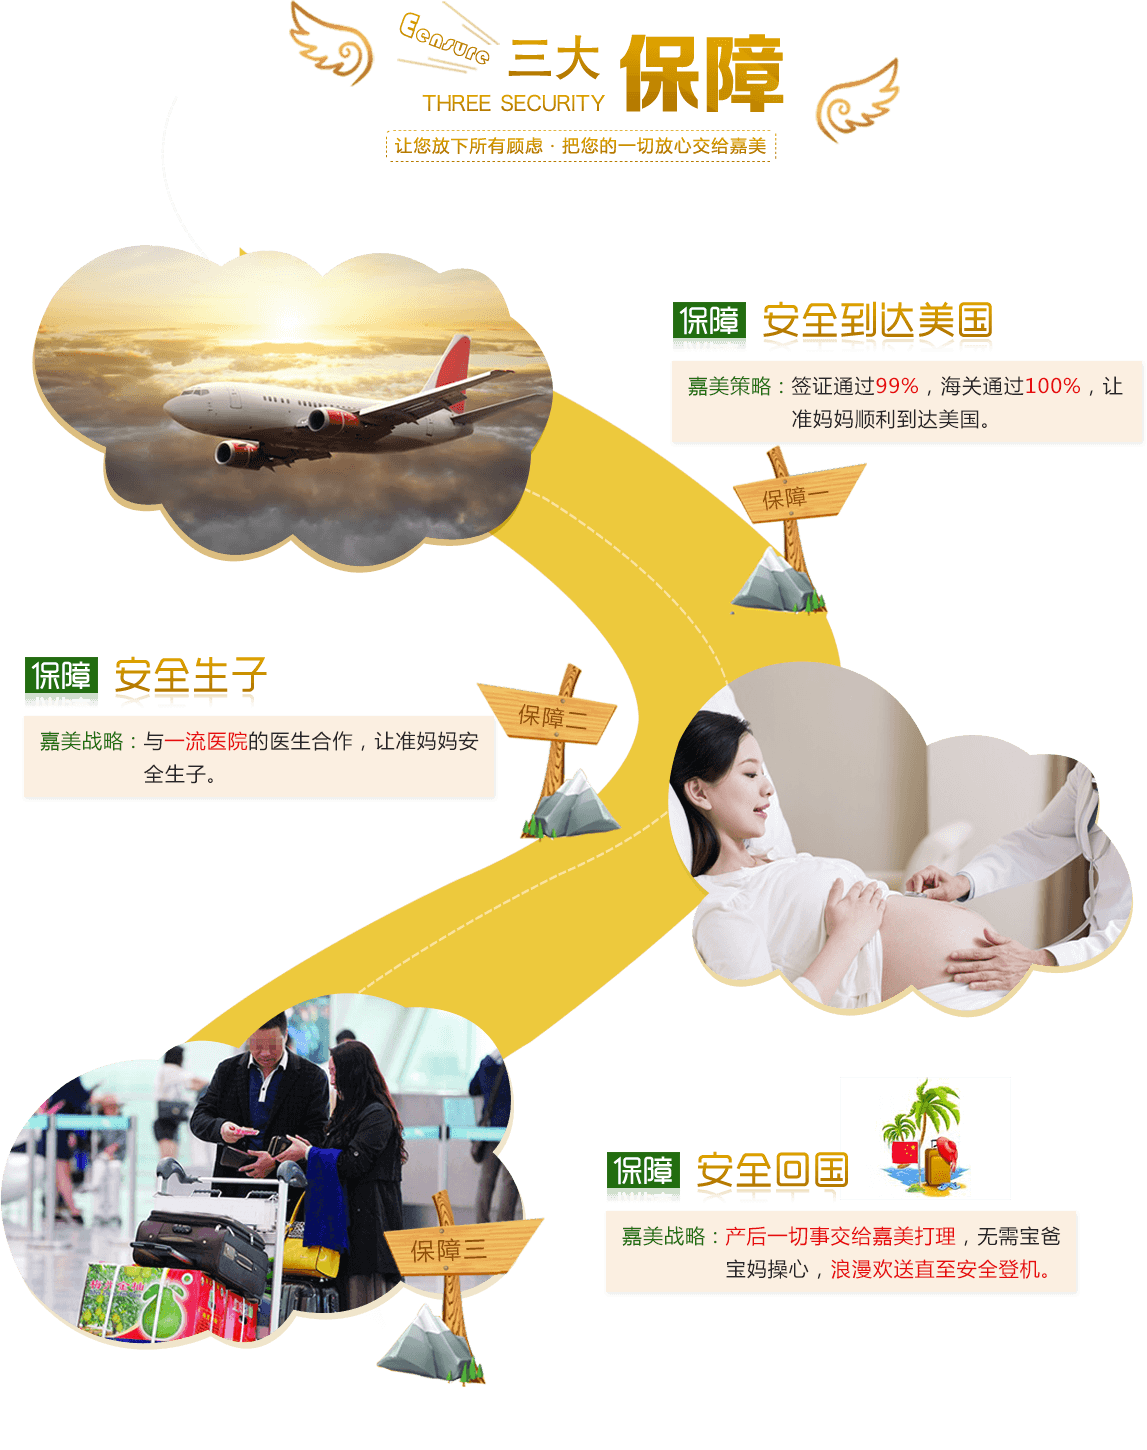 Eensure
三大
保障
THREE SECURITY
让您放下所有顾虑·把您的一切放心交给嘉美
保障 安全到达美国
嘉美策略：签证通过99%，海关通过100%，让
准妈妈顺利到达美国。
保障一
保障 安全生子
嘉美战略：与一流医院的医生合作，让准妈妈安
全生子。
保障二
保障 安全回国
嘉美战略：产后一切事交给嘉美打理，无需宝爸
宝妈操心，浪漫欢送直至安全登机。
保障三